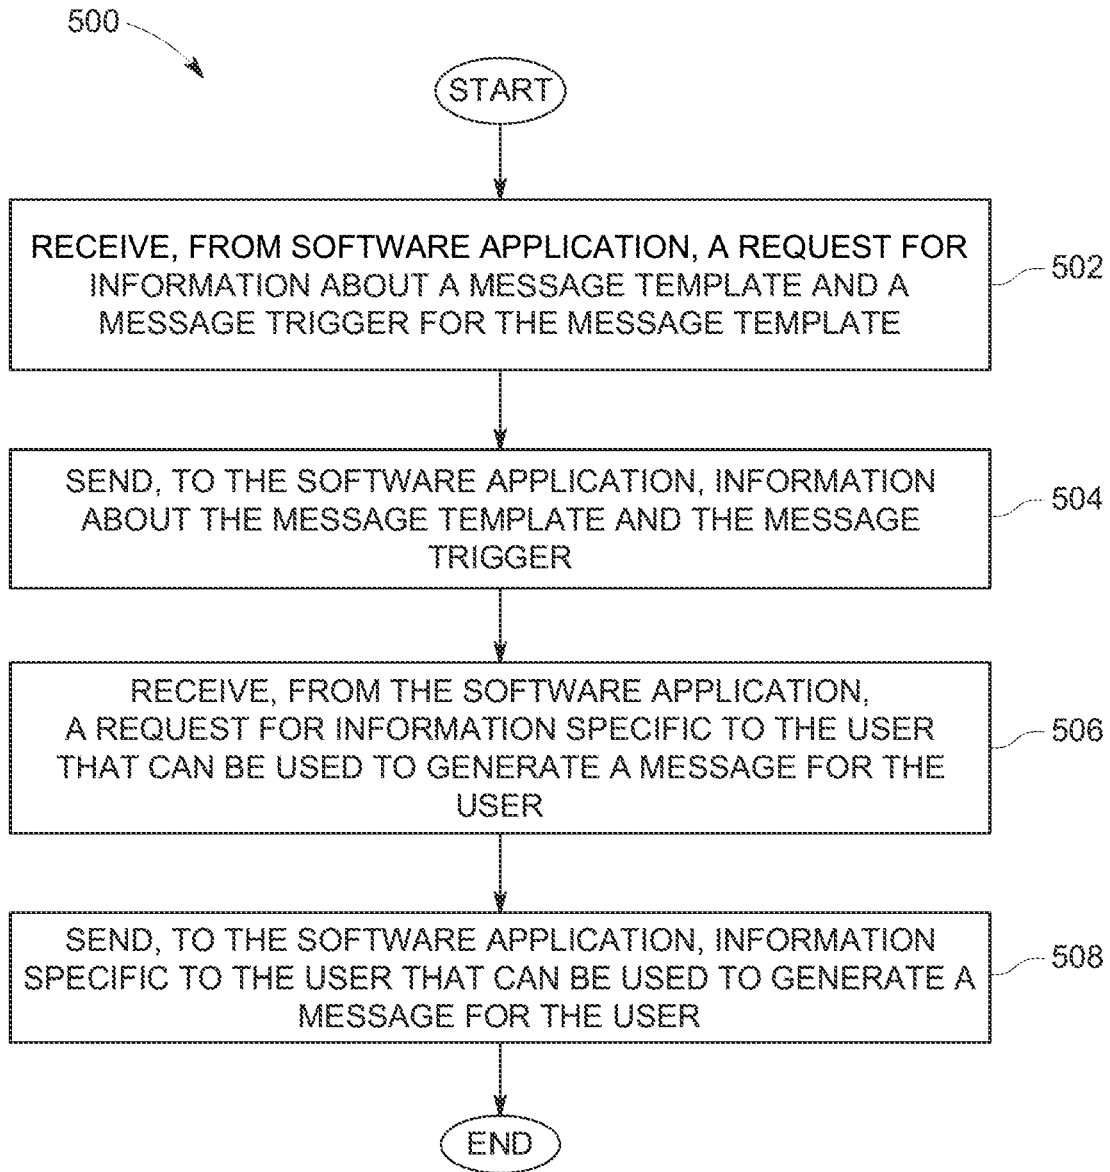 500
START
RECEIVE, FROM SOFTWARE APPLICATION, A REQUEST FOR
INFORMATION ABOUT A MESSAGE TEMPLATE AND A
MESSAGE TRIGGER FOR THE MESSAGE TEMPLATE
502
SEND, TO THE SOFTWARE APPLICATION, INFORMATION
ABOUT THE MESSAGE TEMPLATE AND THE MESSAGE
TRIGGER
504
RECEIVE, FROM THE SOFTWARE APPLICATION,
A REQUEST FOR INFORMATION SPECIFIC TO THE USER
THAT CAN BE USED TO GENERATE A MESSAGE FOR THE
USER
506
SEND, TO THE SOFTWARE APPLICATION, INFORMATION
SPECIFIC TO THE USER THAT CAN BE USED TO GENERATE A
MESSAGE FOR THE USER
508
END